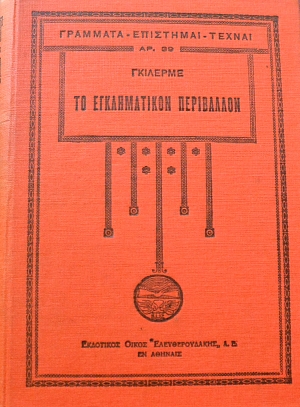 ΓΡΑΜΜΑΤΑ - ΕΠΙΣΤΗΜΑΙ - ΤΕΧΝΑΙ
ΑΡ. 29
ΓΚΙΛΕΡΜΕ
ΤΟ ΕΓΚΛΗΜΑΤΙΚΟΝ ΠΕΡΙΒΑΛΛΟΝ
ΕΚΔΟΤΙΚΟΣ ΟΙΚΟΣ "ΕΛΕΥΘΕΡΟΥΔΑΚΗΣ„ Α. Ε.
ΕΝ ΑΘΗΝΑΙΣ